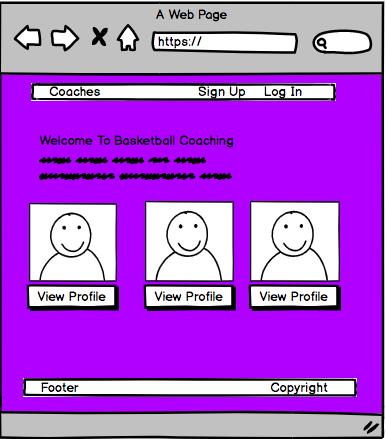 A Web Page
https://
Coaches Sign Up Log In
Welcome To Basketball Coaching
View Profile View Profile View Profile
Footer Copyright